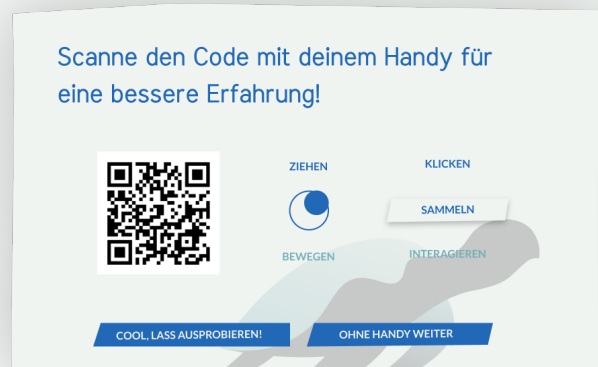 Scanne den Code mit deinem Handy für
eine bessere Erfahrung!
ZIEHEN
KLICKEN
SAMMELN
BEWEGEN
INTERAGIEREN
COOL, LASS AUSPROBIEREN!
OHNE HANDY WEITER